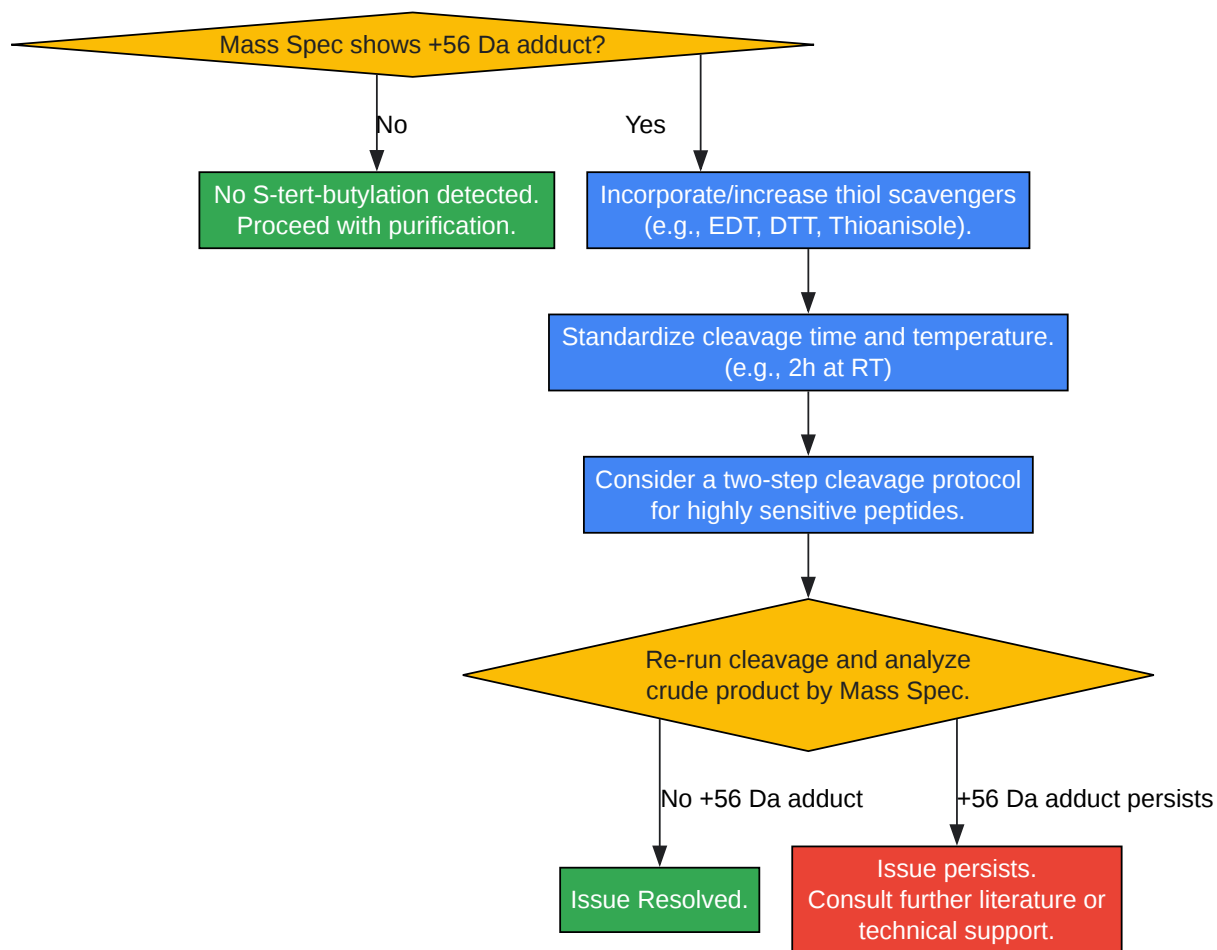 Mass Spec shows +56 Da adduct?
No
Yes
No S-tert-butylation detected.
Proceed with purification.
Incorporate/increase thiol scavengers
(e.g., EDT, DTT, Thioanisole).
Standardize cleavage time and temperature.
(e.g., 2h at RT)
Consider a two-step cleavage protocol
for highly sensitive peptides.
Re-run cleavage and analyze
crude product by Mass Spec.
No +56 Da adduct
+56 Da adduct persists
Issue Resolved.
Issue persists.
Consult further literature or
technical support.